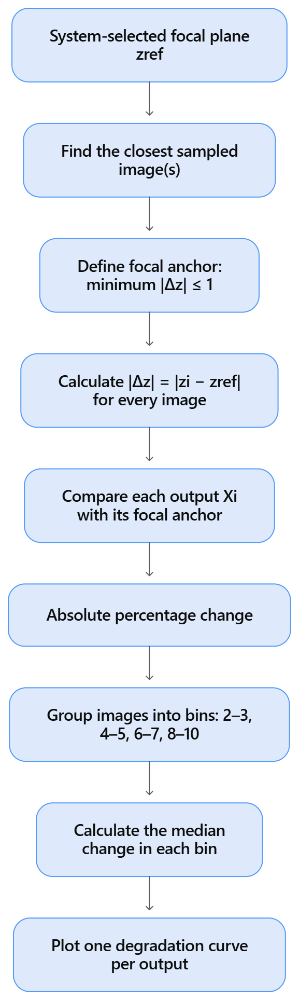 System-selected focal plane
zref
Find the closest sampled
image(s)
Define focal anchor:
minimum |Δz| ≤ 1
Calculate |Δz| = |zi − zref|
for every image
Compare each output Xi
with its focal anchor
Absolute percentage change
Group images into bins: 2–3,
4–5, 6–7, 8–10
Calculate the median
change in each bin
Plot one degradation curve
per output